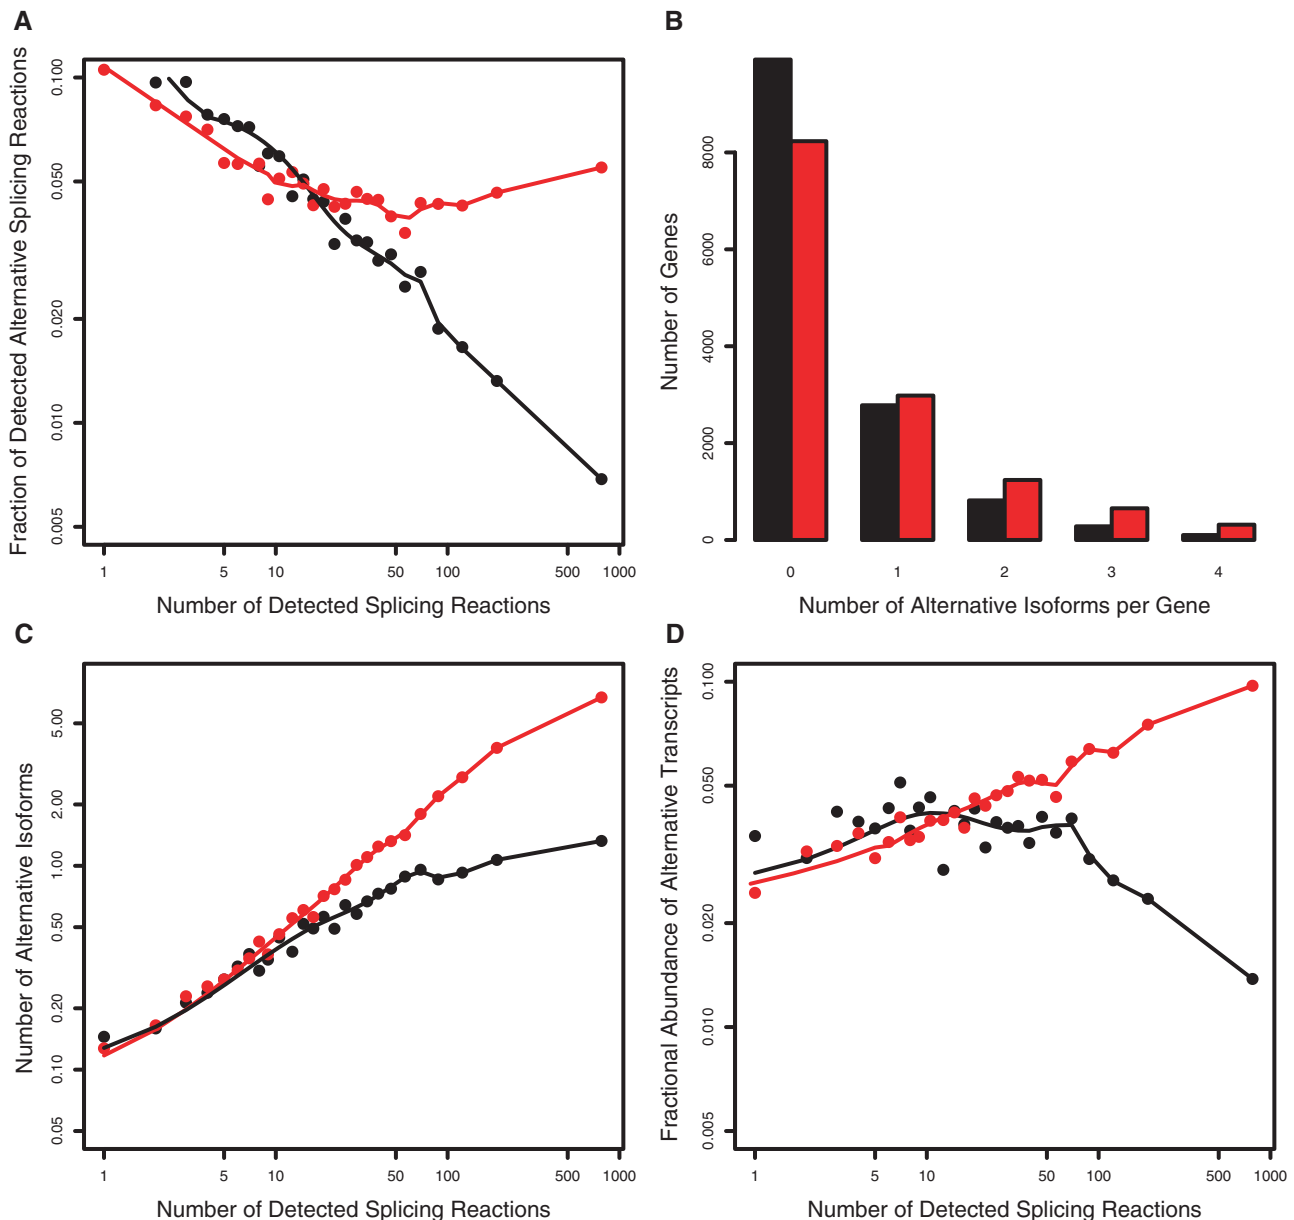 A
Fraction of Detected Alternative Splicing Reactions
0.100
0.050
0.020
0.010
0.005
1 5 10 50 100 500 1000
Number of Detected Splicing Reactions
B
Number of Genes
8000
6000
4000
2000
0
0 1 2 3 4
Number of Alternative Isoforms per Gene
C
Number of Alternative Isoforms
5.00
2.00
1.00
0.50
0.20
0.10
0.05
1 5 10 50 100 500 1000
Number of Detected Splicing Reactions
D
Fractional Abundance of Alternative Transcripts
0.100
0.050
0.020
0.010
0.005
1 5 10 50 100 500 1000
Number of Detected Splicing Reactions